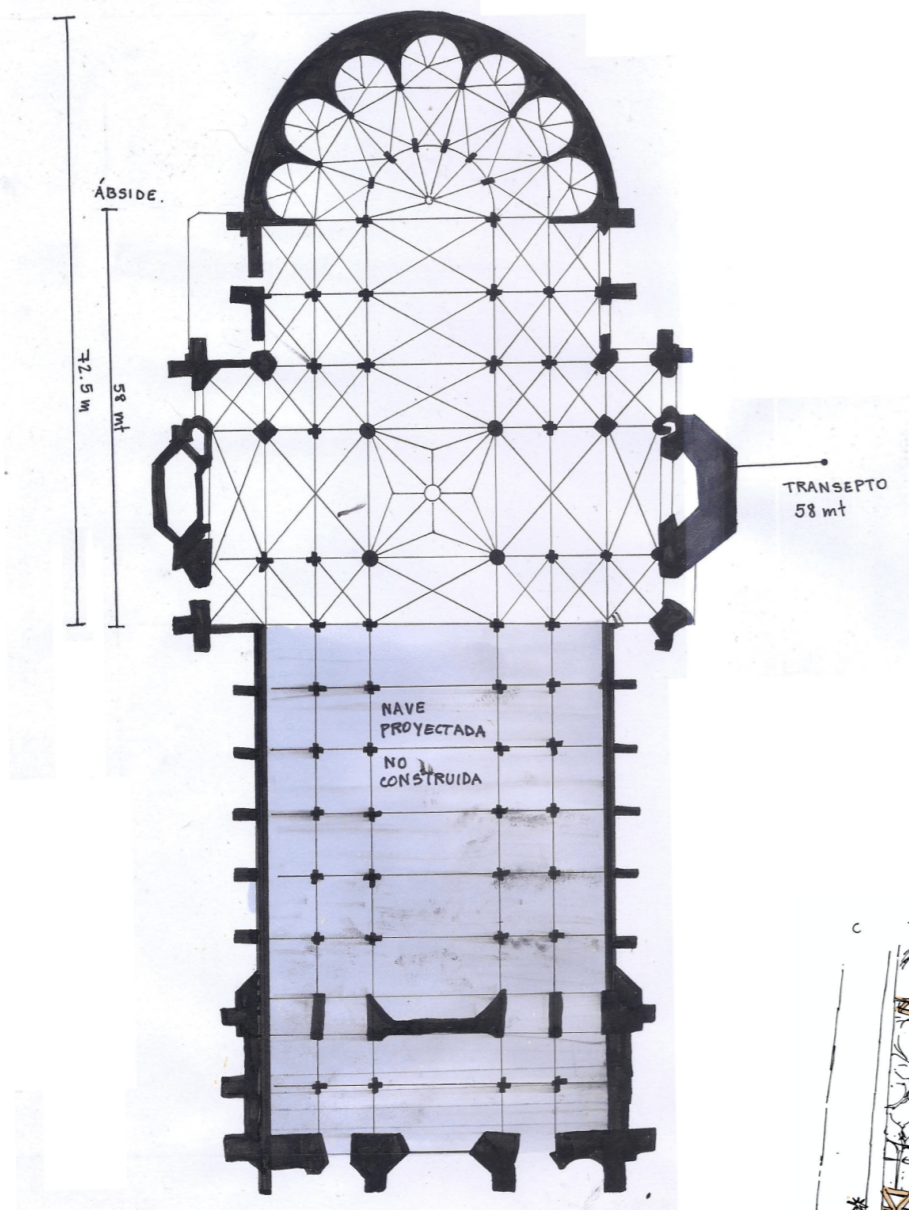 ÁBSIDE.
72.5 m
58 mt
TRANSEPTO
58 mt
NAVE
PROYECTADA
NO
CONSTRUIDA
C